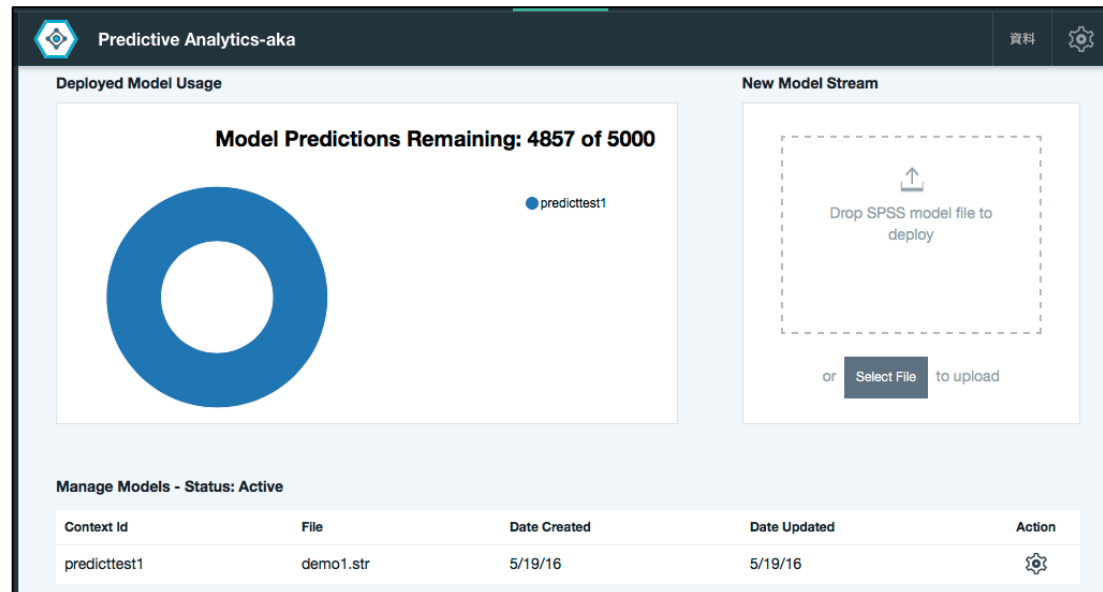 Predictive Analytics-aka
資料
Deployed Model Usage
New Model Stream
Model Predictions Remaining: 4857 of 5000
predicttest1
Drop SPSS model file to
deploy
or Select File to upload
Manage Models - Status: Active
Context Id File Date Created Date Updated Action
predicttest1 demo1.str 5/19/16 5/19/16